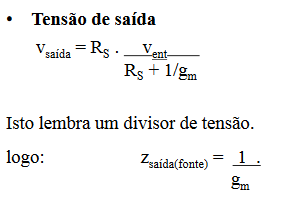 • Tensão de saída
vsaída = RS . vent
RS + 1/gm
Isto lembra um divisor de tensão.
logo: zsaída(fonte) = 1 .
gm